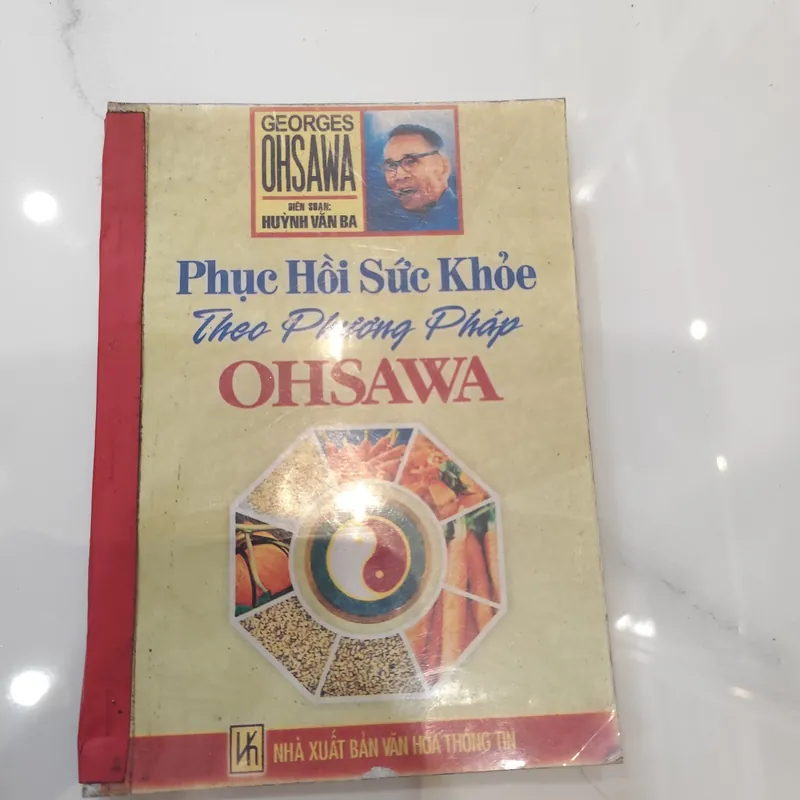 GEORGES
OHSAWA
BIÊN SOẠN:
HUỲNH VĂN BA
Phục Hồi Sức Khỏe
Theo Phương Pháp
OHSAWA
VH
NHÀ XUẤT BẢN VĂN HÓA THÔNG TIN